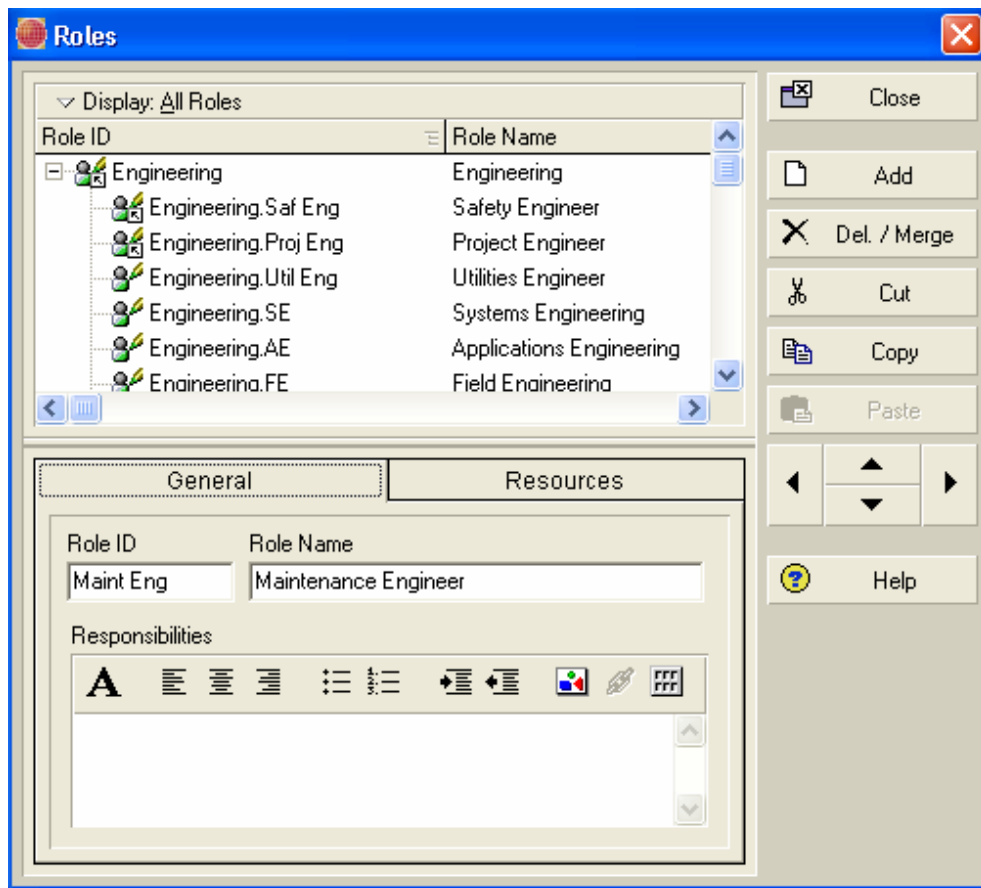 Roles
Display: All Roles
Role ID Role Name
Engineering Engineering
Engineering.Saf Eng Safety Engineer
Engineering.Proj Eng Project Engineer
Engineering.Util Eng Utilities Engineer
Engineering.SE Systems Engineering
Engineering.AE Applications Engineering
Engineering.FE Field Engineering
Close
Add
Del. / Merge
Cut
Copy
Paste
Help
General Resources
Role ID Role Name
Maint Eng Maintenance Engineer
Responsibilities
A